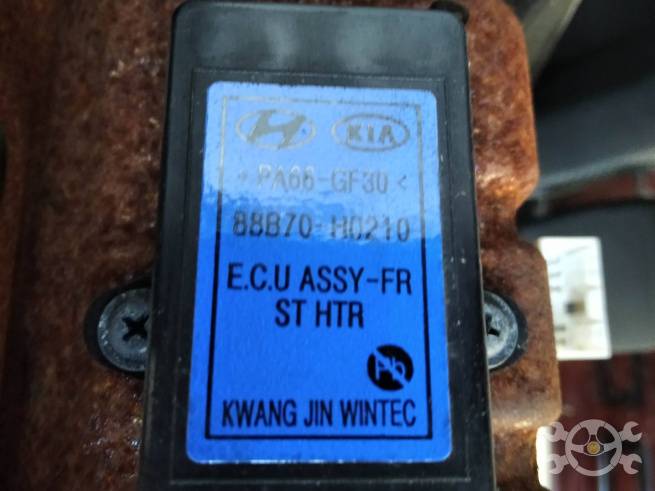 KIA
>PA66-GF30<
88B70-H0210
E.C.U ASSY-FR
ST HTR
Pb
KWANG JIN WINTEC